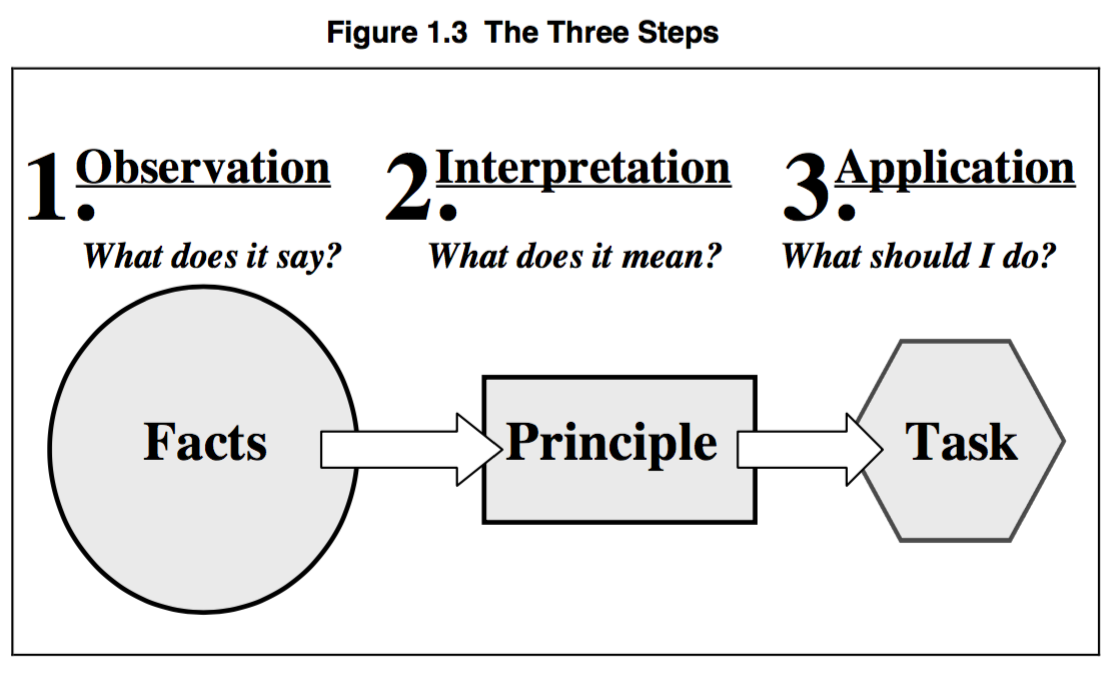 Figure 1.3 The Three Steps
1. Observation
What does it say?
2. Interpretation
What does it mean?
3. Application
What should I do?
Facts
Principle
Task